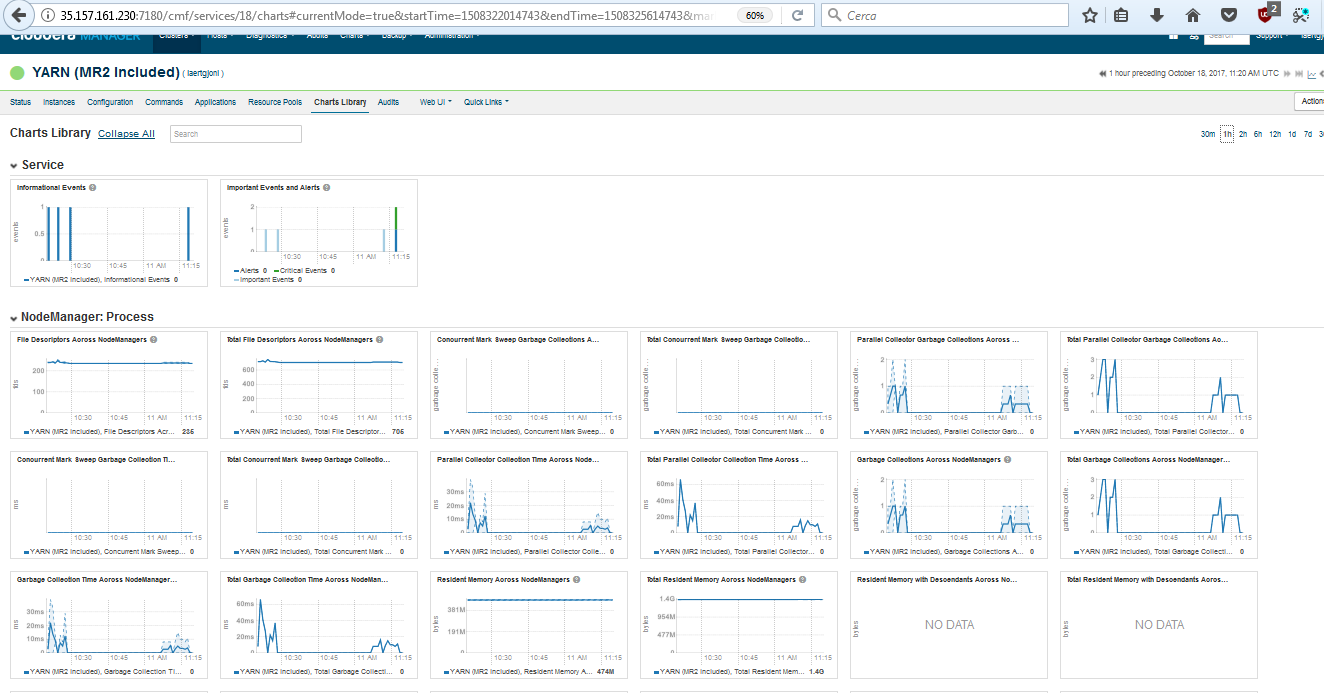 35.157.161.230:7180/cmf/services/18/charts#currentMode=true&startTime=1508322014743&endTime=1508325614743&
60%
Cerca
2
cloudera MANAGER Clusters Hosts Diagnostics Audits Charts Backup Administration Search Support
YARN (MR2 Included) (laertgjoni)
1 hour preceding October 18, 2017, 11:20 AM UTC
Status Instances Configuration Commands Applications Resource Pools Charts Library Audits Web UI Quick Links
Action
Charts Library Collapse All Search
30m 1h 2h 6h 12h 1d 7d
Service
Informational Events
1
0.5
0
events
10:30 10:45 11 AM 11:15
YARN (MR2 Included), Informational Events 0
Important Events and Alerts
2
1
0
events
10:30 10:45 11 AM 11:15
Alerts 0 Critical Events 0
Important Events 0
NodeManager: Process
File Descriptors Across NodeManagers
200
100
0
fds
10:30 10:45 11 AM 11:15
YARN (MR2 Included), File Descriptors Acr... 235
Total File Descriptors Across NodeManagers
600
400
200
0
fds
10:30 10:45 11 AM 11:15
YARN (MR2 Included), Total File Descriptor... 706
Concurrent Mark Sweep Garbage Collections A...
garbage colle...
10:30 10:45 11 AM 11:15
YARN (MR2 Included), Concurrent Mark Sweep... 0
Total Concurrent Mark Sweep Garbage Collectio...
garbage colle...
10:30 10:45 11 AM 11:15
YARN (MR2 Included), Total Concurrent Mark ... 0
Parallel Collector Garbage Collections Across ...
2
1
0
garbage colle...
10:30 10:45 11 AM 11:15
YARN (MR2 Included), Parallel Collector Garb... 0
Total Parallel Collector Garbage Collections Ac...
3
2
1
0
garbage colle...
10:30 10:45 11 AM 11:15
YARN (MR2 Included), Total Parallel Collector... 0
Concurrent Mark Sweep Garbage Collection Ti...
ms
10:30 10:45 11 AM 11:15
YARN (MR2 Included), Concurrent Mark Sweep... 0
Total Concurrent Mark Sweep Garbage Collectio...
ms
10:30 10:45 11 AM 11:15
YARN (MR2 Included), Total Concurrent Mark ... 0
Parallel Collector Collection Time Across Node...
30ms
20ms
10ms
0
ms
10:30 10:45 11 AM 11:15
YARN (MR2 Included), Parallel Collector Colle... 0
Total Parallel Collector Collection Time Across ...
60ms
40ms
20ms
0
ms
10:30 10:45 11 AM 11:15
YARN (MR2 Included), Total Parallel Collector... 0
Garbage Collections Across NodeManagers
2
1
0
garbage colle...
10:30 10:45 11 AM 11:15
YARN (MR2 Included), Garbage Collections A... 0
Total Garbage Collections Across NodeManager...
3
2
1
0
garbage colle...
10:30 10:45 11 AM 11:15
YARN (MR2 Included), Total Garbage Collecti... 0
Garbage Collection Time Across NodeManager...
30ms
20ms
10ms
0
ms
10:30 10:45 11 AM 11:15
YARN (MR2 Included), Garbage Collection Ti... 0
Total Garbage Collection Time Across NodeMan...
60ms
40ms
20ms
0
ms
10:30 10:45 11 AM 11:15
YARN (MR2 Included), Total Garbage Collecti... 0
Resident Memory Across NodeManagers
381M
191M
0
bytes
10:30 10:45 11 AM 11:15
YARN (MR2 Included), Resident Memory A... 474M
Total Resident Memory Across NodeManagers
1.4G
954M
477M
0
bytes
10:30 10:45 11 AM 11:15
YARN (MR2 Included), Total Resident Mem... 1.4G
Resident Memory with Descendants Across No...
bytes
NO DATA
Total Resident Memory with Descendants Acros...
bytes
NO DATA